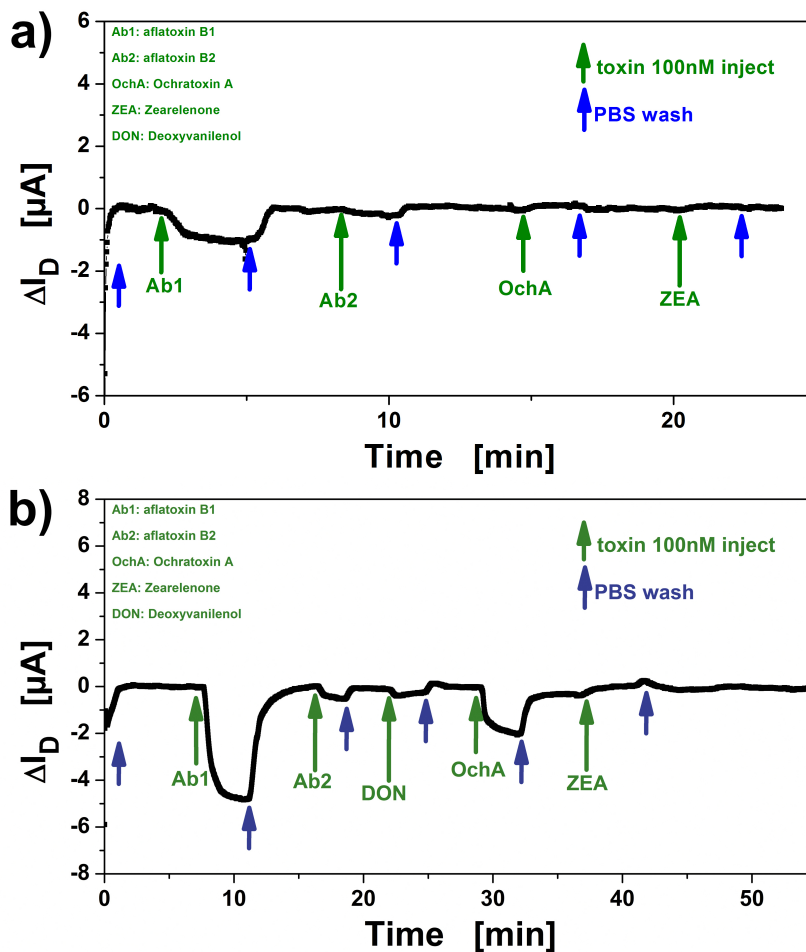 a)
Ab1: aflatoxin B1
Ab2: aflatoxin B2
OchA: Ochratoxin A
ZEA: Zearelenone
DON: Deoxyvanilenol
toxin 100nM inject
PBS wash
6
4
2
0
-2
-4
-6
ΔI_D [µA]
Ab1
Ab2
OchA
ZEA
0
10
20
Time [min]
b)
Ab1: aflatoxin B1
Ab2: aflatoxin B2
OchA: Ochratoxin A
ZEA: Zearelenone
DON: Deoxyvanilenol
toxin 100nM inject
PBS wash
8
6
4
2
0
-2
-4
-6
-8
ΔI_D [µA]
Ab1
Ab2
DON
OchA
ZEA
0
10
20
30
40
50
Time [min]